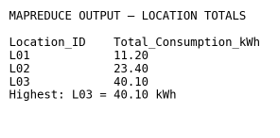 MAPREDUCE OUTPUT – LOCATION TOTALS
Location_ID    Total_Consumption_kWh
L01            11.20
L02            23.40
L03            40.10
Highest: L03 = 40.10 kWh